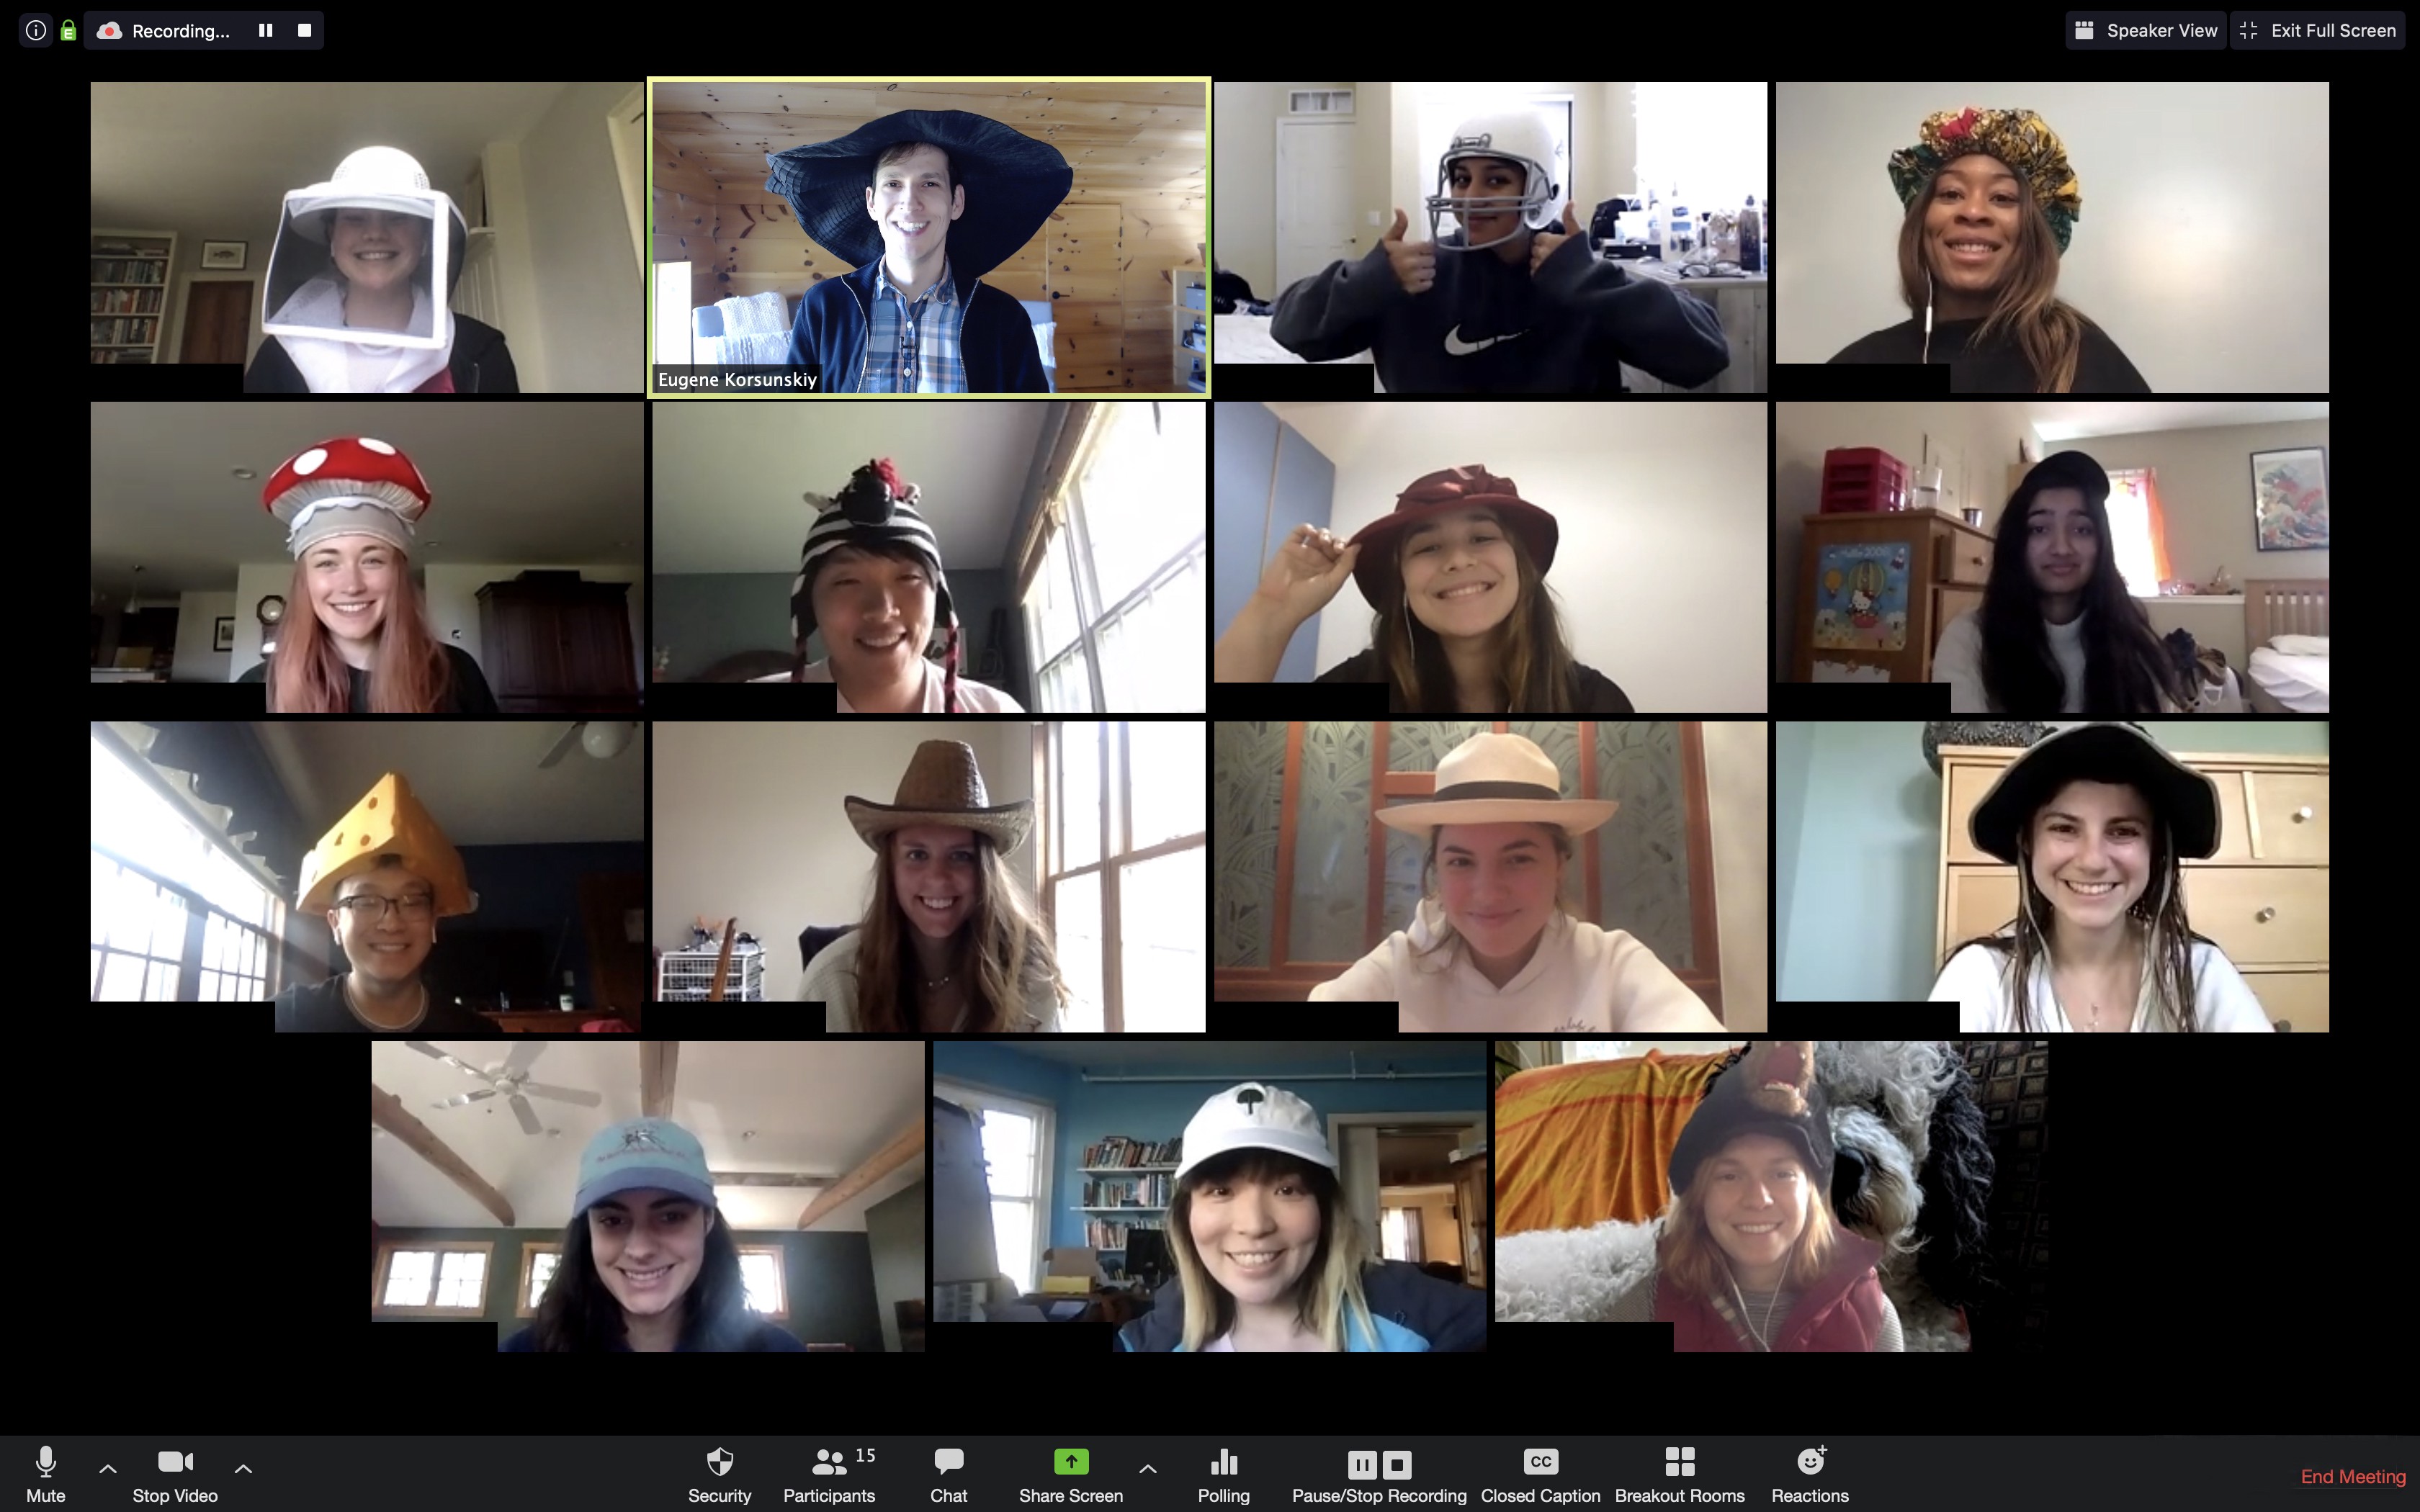 Recording...
Speaker View
Exit Full Screen
Eugene Korsunskiy
Mute
Stop Video
Security
Participants
15
Chat
Share Screen
Polling
CC
Pause/Stop Recording
Closed Caption
Breakout Rooms
Reactions
End Meeting